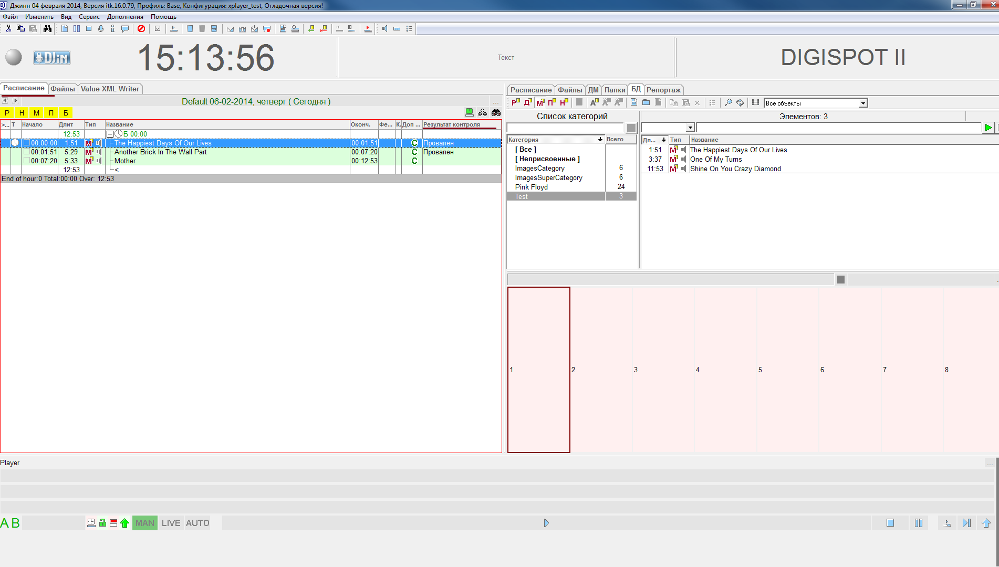 Джинн 04 февраля 2014, Версия itk.16.0.79, Профиль: Base, Конфигурация: xplayer_test, Отладочная версия!
Файл Изменить Вид Сервис Дополнения Помощь
DJin 15:13:56 Текст DIGISPOT II
Расписание Файлы Value XML Writer
Default 06-02-2014, четверг ( Сегодня ) ...
Р Н М П Б
>... Т Начало Длит Тип Название Оконч. Фе... К. Доп ... Результат контроля
12:53 Б 00:00
00:00:00 1:51 М The Happiest Days Of Our Lives 00:01:51 С Провален
00:01:51 5:29 М Another Brick In The Wall Part 00:07:20 С Провален
00:07:20 5:33 М Mother 00:12:53 С
12:53 <
End of hour:0 Total:00:00 Over: 12:53
Расписание Файлы ДМ Папки БД Репортаж
Р Д М П Н А А А Все объекты
Список категорий
Категория Всего
[ Все ]
[ Неприсвоенные ]
ImagesCategory 6
ImagesSuperCategory 6
Pink Floyd 24
Test 3
Элементов: 3
Дл... Тип Название
1:51 М The Happiest Days Of Our Lives
3:37 М One Of My Turns
11:53 М Shine On You Crazy Diamond
1 2 3 4 5 6 7 8
Player ...
A B MAN LIVE AUTO